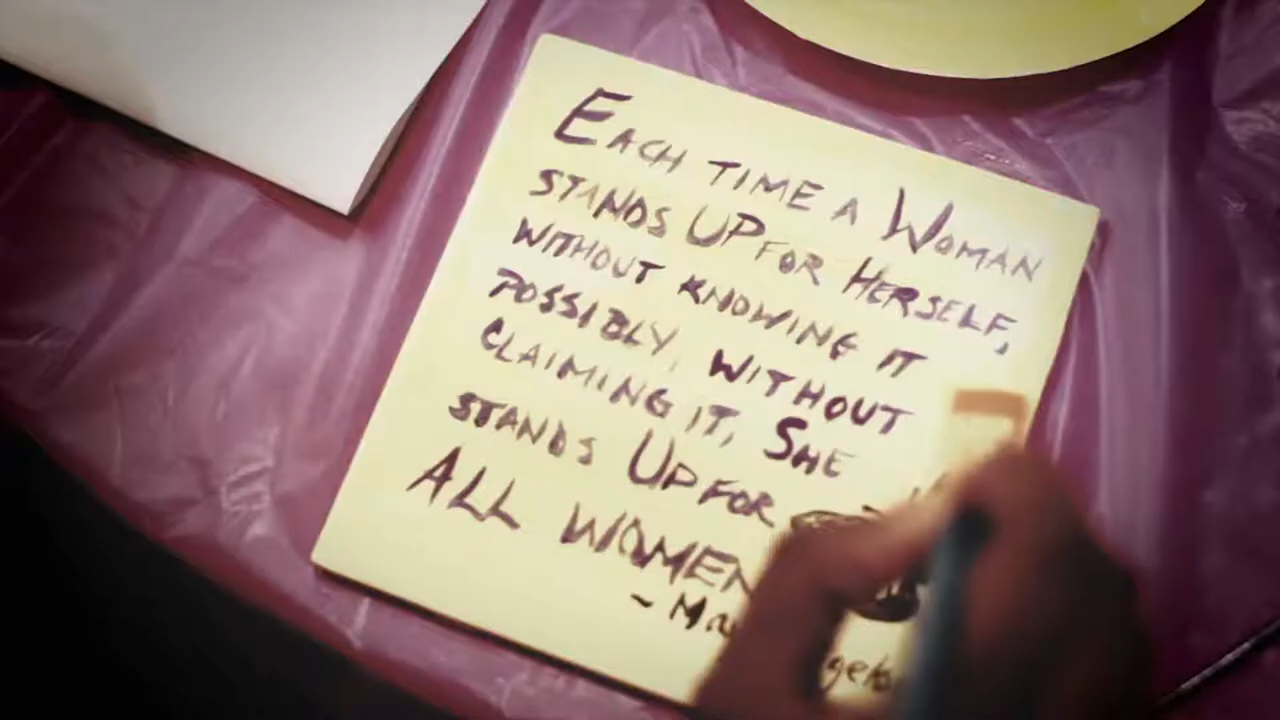 EACH TIME A WOMAN
STANDS UP FOR HERSELF,
WITHOUT KNOWING IT
POSSIBLY, WITHOUT
CLAIMING IT, SHE
STANDS UP FOR
ALL WOMEN